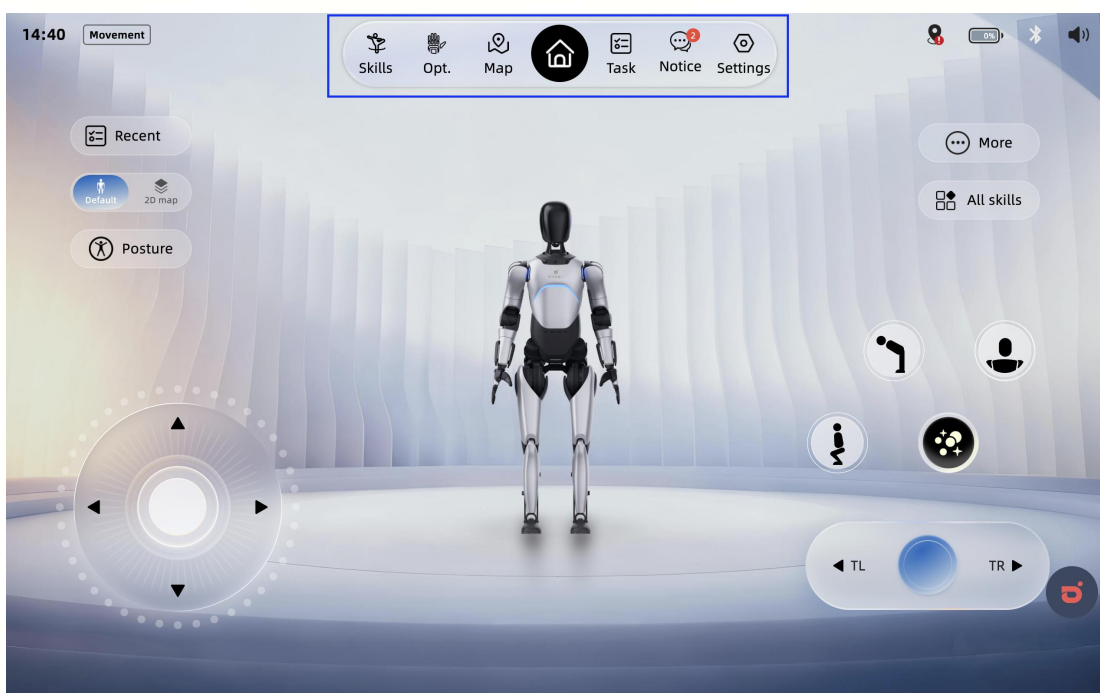 14:40
Movement
Skills
Opt.
Map
Task
2
Notice
Settings
0%
Recent
Default
2D map
Posture
More
All skills
TL
TR